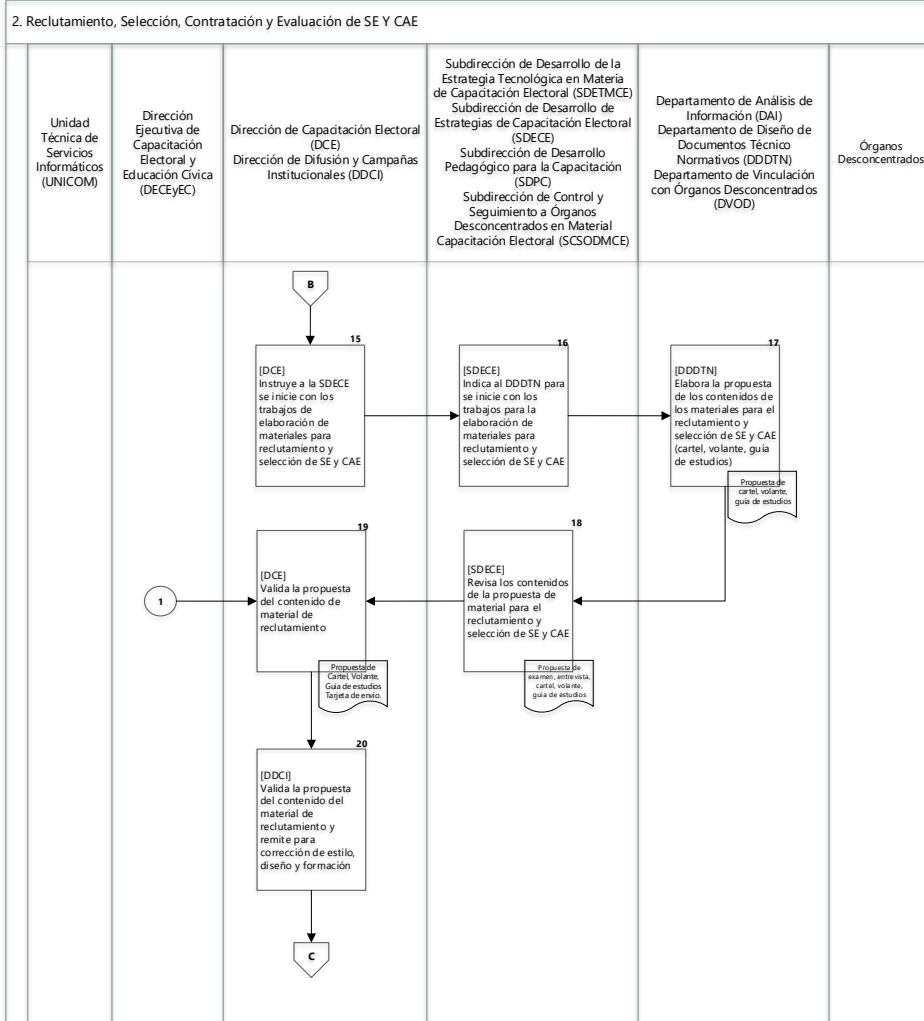 2. Reclutamiento, Selección, Contratación y Evaluación de SE Y CAE
Unidad
Técnica de
Servicios
Informáticos
(UNICOM)
Dirección
Ejecutiva de
Capacitación
Electoral y
Educación Cívica
(DECEyEC)
Dirección de Capacitación Electoral
(DCE)
Dirección de Difusión y Campañas
Institucionales (DDCI)
Subdirección de Desarrollo de la
Estrategia Tecnológica en Materia
de Capacitación Electoral (SDETMCE)
Subdirección de Desarrollo de
Estrategias de Capacitación Electoral
(SDECE)
Subdirección de Desarrollo
Pedagógico para la Capacitación
(SDPC)
Subdirección de Control y
Seguimiento a Órganos
Desconcentrados en Material
Capacitación Electoral (SCSODMCE)
Departamento de Análisis de
Información (DAI)
Departamento de Diseño de
Documentos Técnico
Normativos (DDDTN)
Departamento de Vinculación
con Órganos Desconcentrados
(DVOD)
Órganos
Desconcentrados
B
15
[DCE]
Instruye a la SDECE
se inicie con los
trabajos de
elaboración de
materiales para
reclutamiento y
selección de SE y CAE
16
[SDECE]
Indica al DDDTN para
se inicie con los
trabajos para la
elaboración de
materiales para
reclutamiento y
selección de SE y CAE
17
[DDDTN]
Elabora la propuesta
de los contenidos de
los materiales para el
reclutamiento y
selección de SE y CAE
(cartel, volante, guía
de estudios)
Propuesta de
cartel, volante,
guía de estudios
1
19
[DCE]
Valida la propuesta
del contenido de
material de
reclutamiento
Propuesta de
Cartel, Volante,
Guía de estudios
Tarjeta de envío.
18
[SDECE]
Revisa los contenidos
de la propuesta de
material para el
reclutamiento y
selección de SE y CAE
Propuesta de
examen, entrevista,
cartel, volante,
guía de estudios
20
[DDCI]
Valida la propuesta
del contenido del
material de
reclutamiento y
remite para
corrección de estilo,
diseño y formación
C